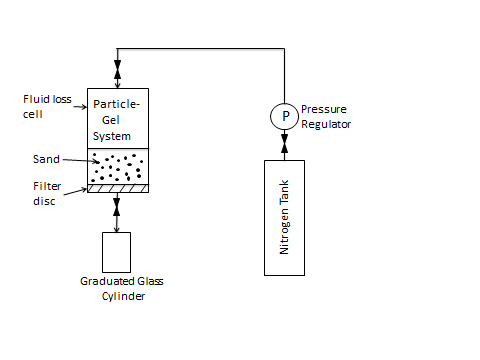 Fluid loss
cell
Particle-
Gel
System
Sand
Filter
disc
Graduated Glass
Cylinder
P
Pressure
Regulator
Nitrogen Tank